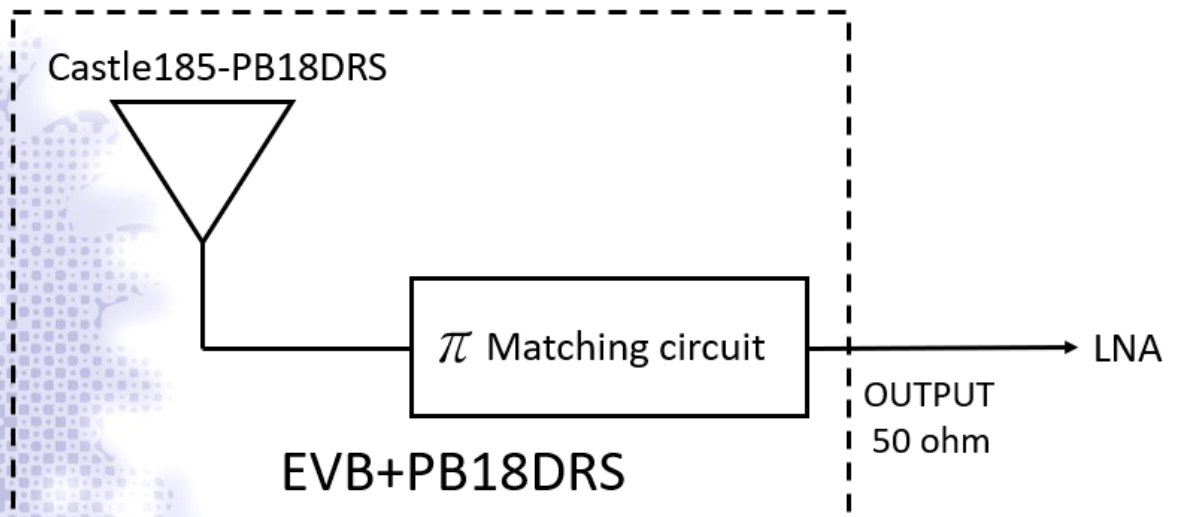 Castle185-PB18DRS
π Matching circuit
LNA
OUTPUT
50 ohm
EVB+PB18DRS